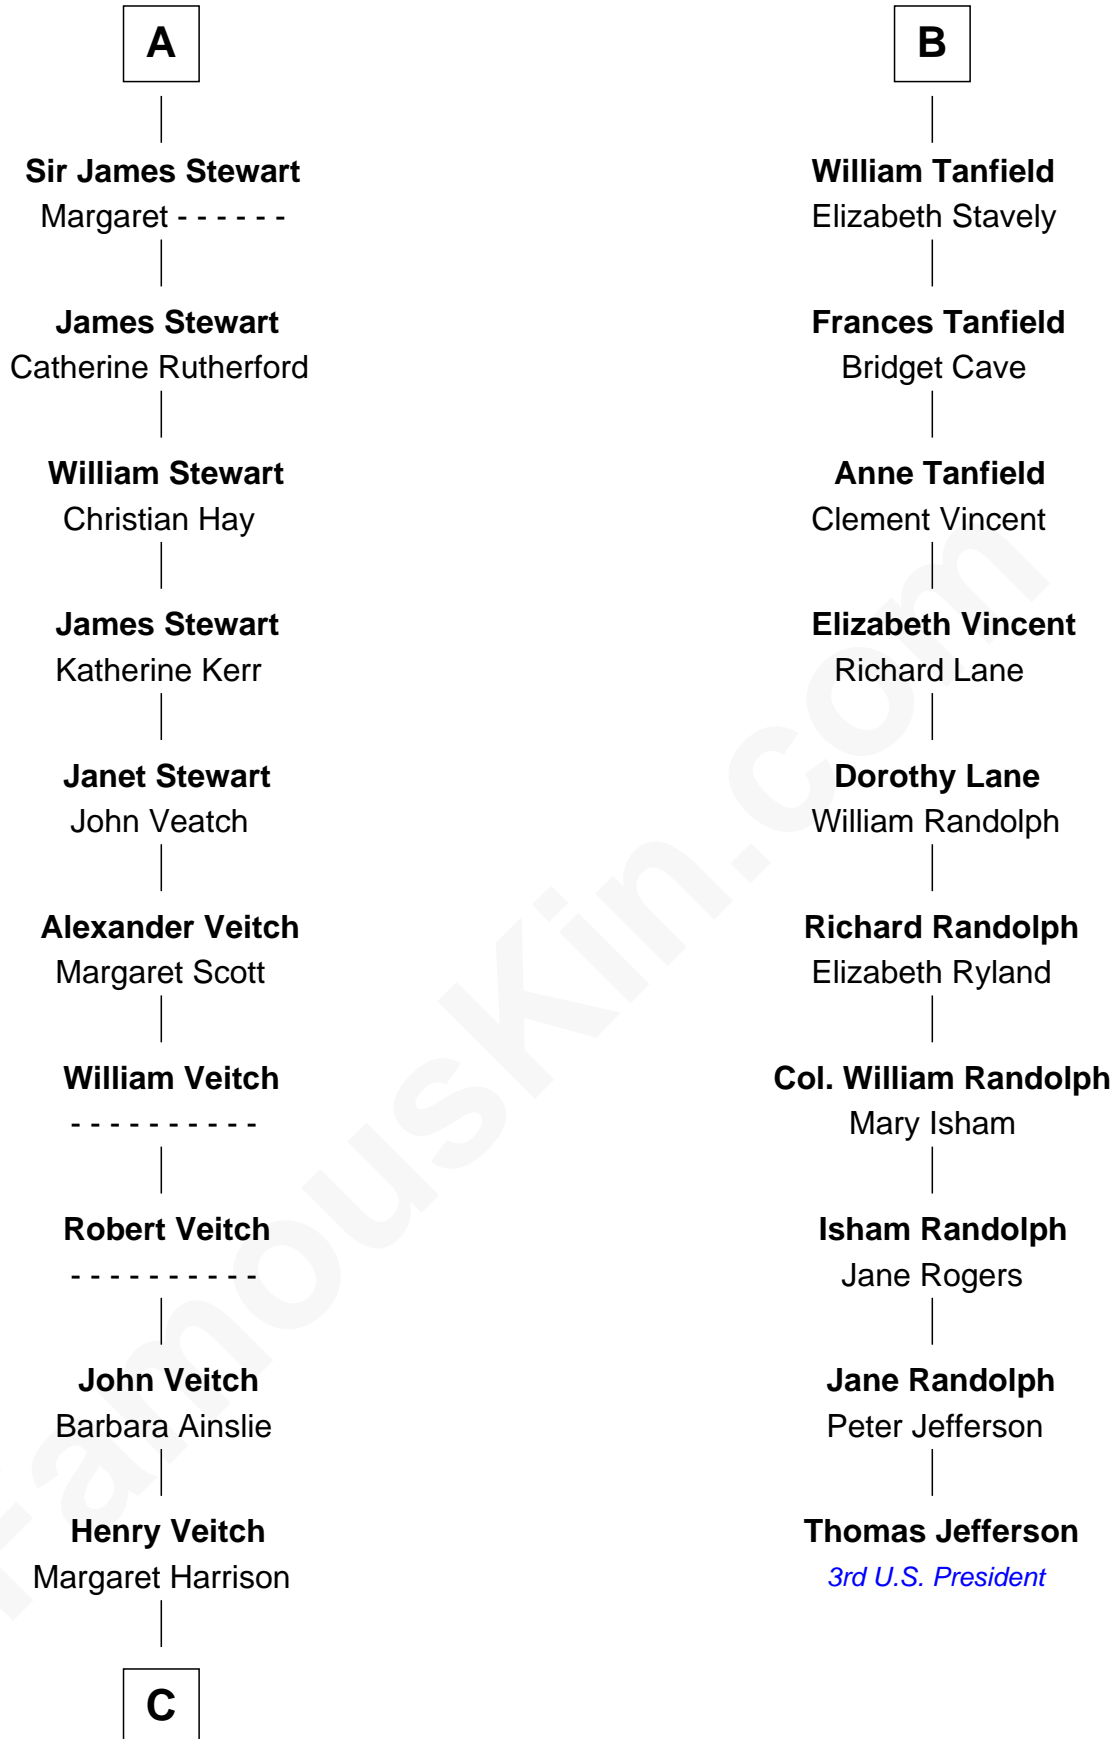 A
Sir James Stewart
Margaret - - - - - -
James Stewart
Catherine Rutherford
William Stewart
Christian Hay
James Stewart
Katherine Kerr
Janet Stewart
John Veatch
Alexander Veitch
Margaret Scott
William Veitch
- - - - - - - - - -
Robert Veitch
- - - - - - - - - -
John Veitch
Barbara Ainslie
Henry Veitch
Margaret Harrison
C
B
William Tanfield
Elizabeth Stavely
Frances Tanfield
Bridget Cave
Anne Tanfield
Clement Vincent
Elizabeth Vincent
Richard Lane
Dorothy Lane
William Randolph
Richard Randolph
Elizabeth Ryland
Col. William Randolph
Mary Isham
Isham Randolph
Jane Rogers
Jane Randolph
Peter Jefferson
Thomas Jefferson
3rd U.S. President
FamousKin.com